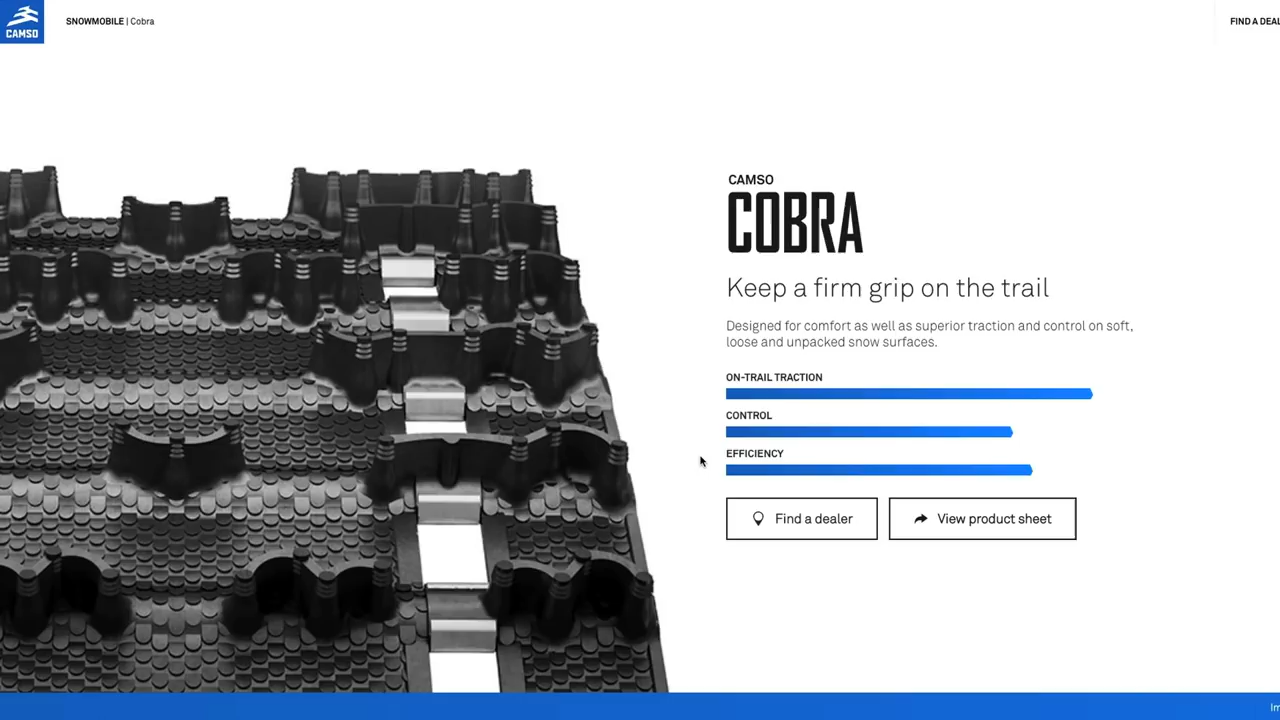 CAMSO
SNOWMOBILE | Cobra
FIND A
CAMSO
COBRA
Keep a firm grip on the trail
Designed for comfort as well as superior traction and control on soft,
loose and unpacked snow surfaces.
ON-TRAIL TRACTION
CONTROL
EFFICIENCY
Find a dealer
View product sheet